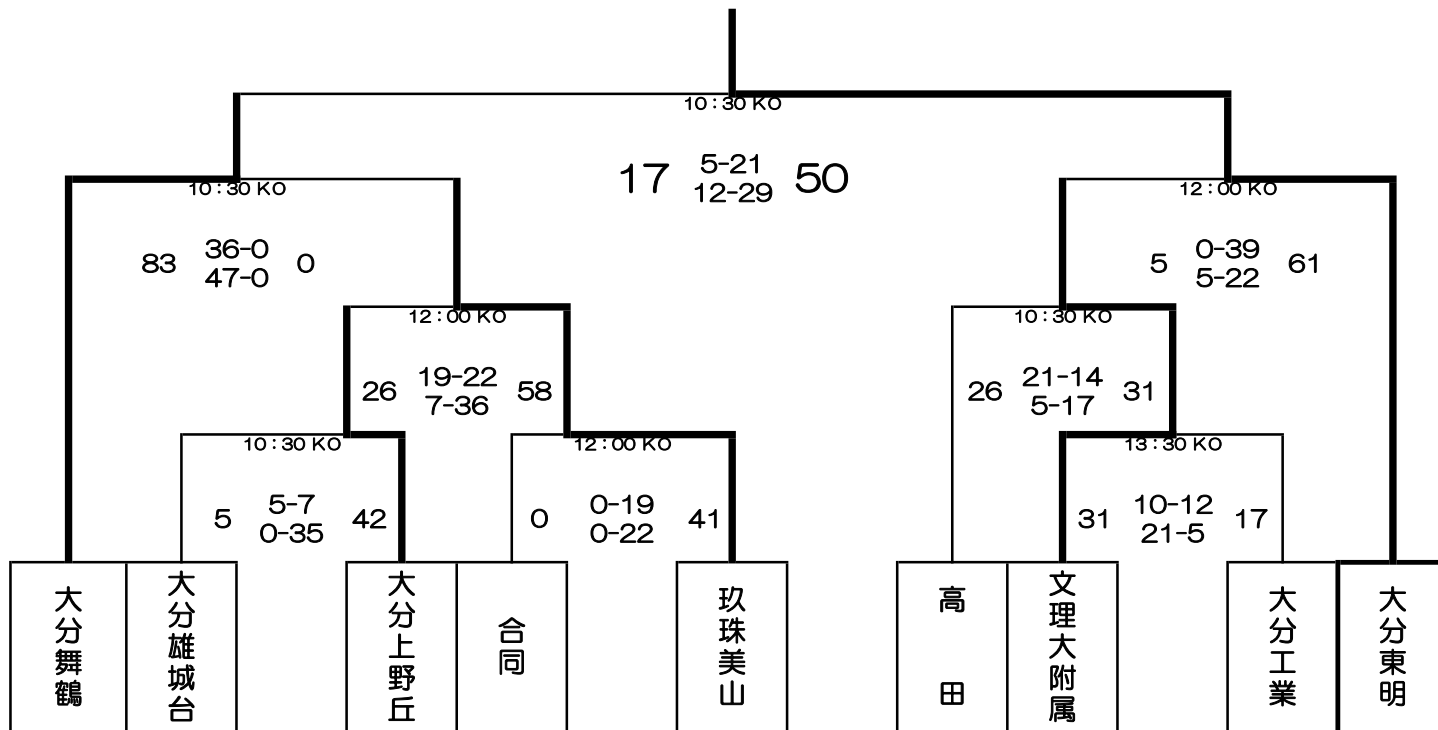 10:30 KO
17 5-21 50
12-29
10:30 KO
83 36-0 0
47-0
12:00 KO
5 0-39 61
5-22
12:00 KO
26 19-22 58
7-36
10:30 KO
26 21-14 31
5-17
10:30 KO
5 5-7 42
0-35
12:00 KO
0 0-19 41
0-22
13:30 KO
31 10-12 17
21-5
大分舞鶴
大分雄城台
大分上野丘
合同
玖珠美山
高田
文理大附属
大分工業
大分東明